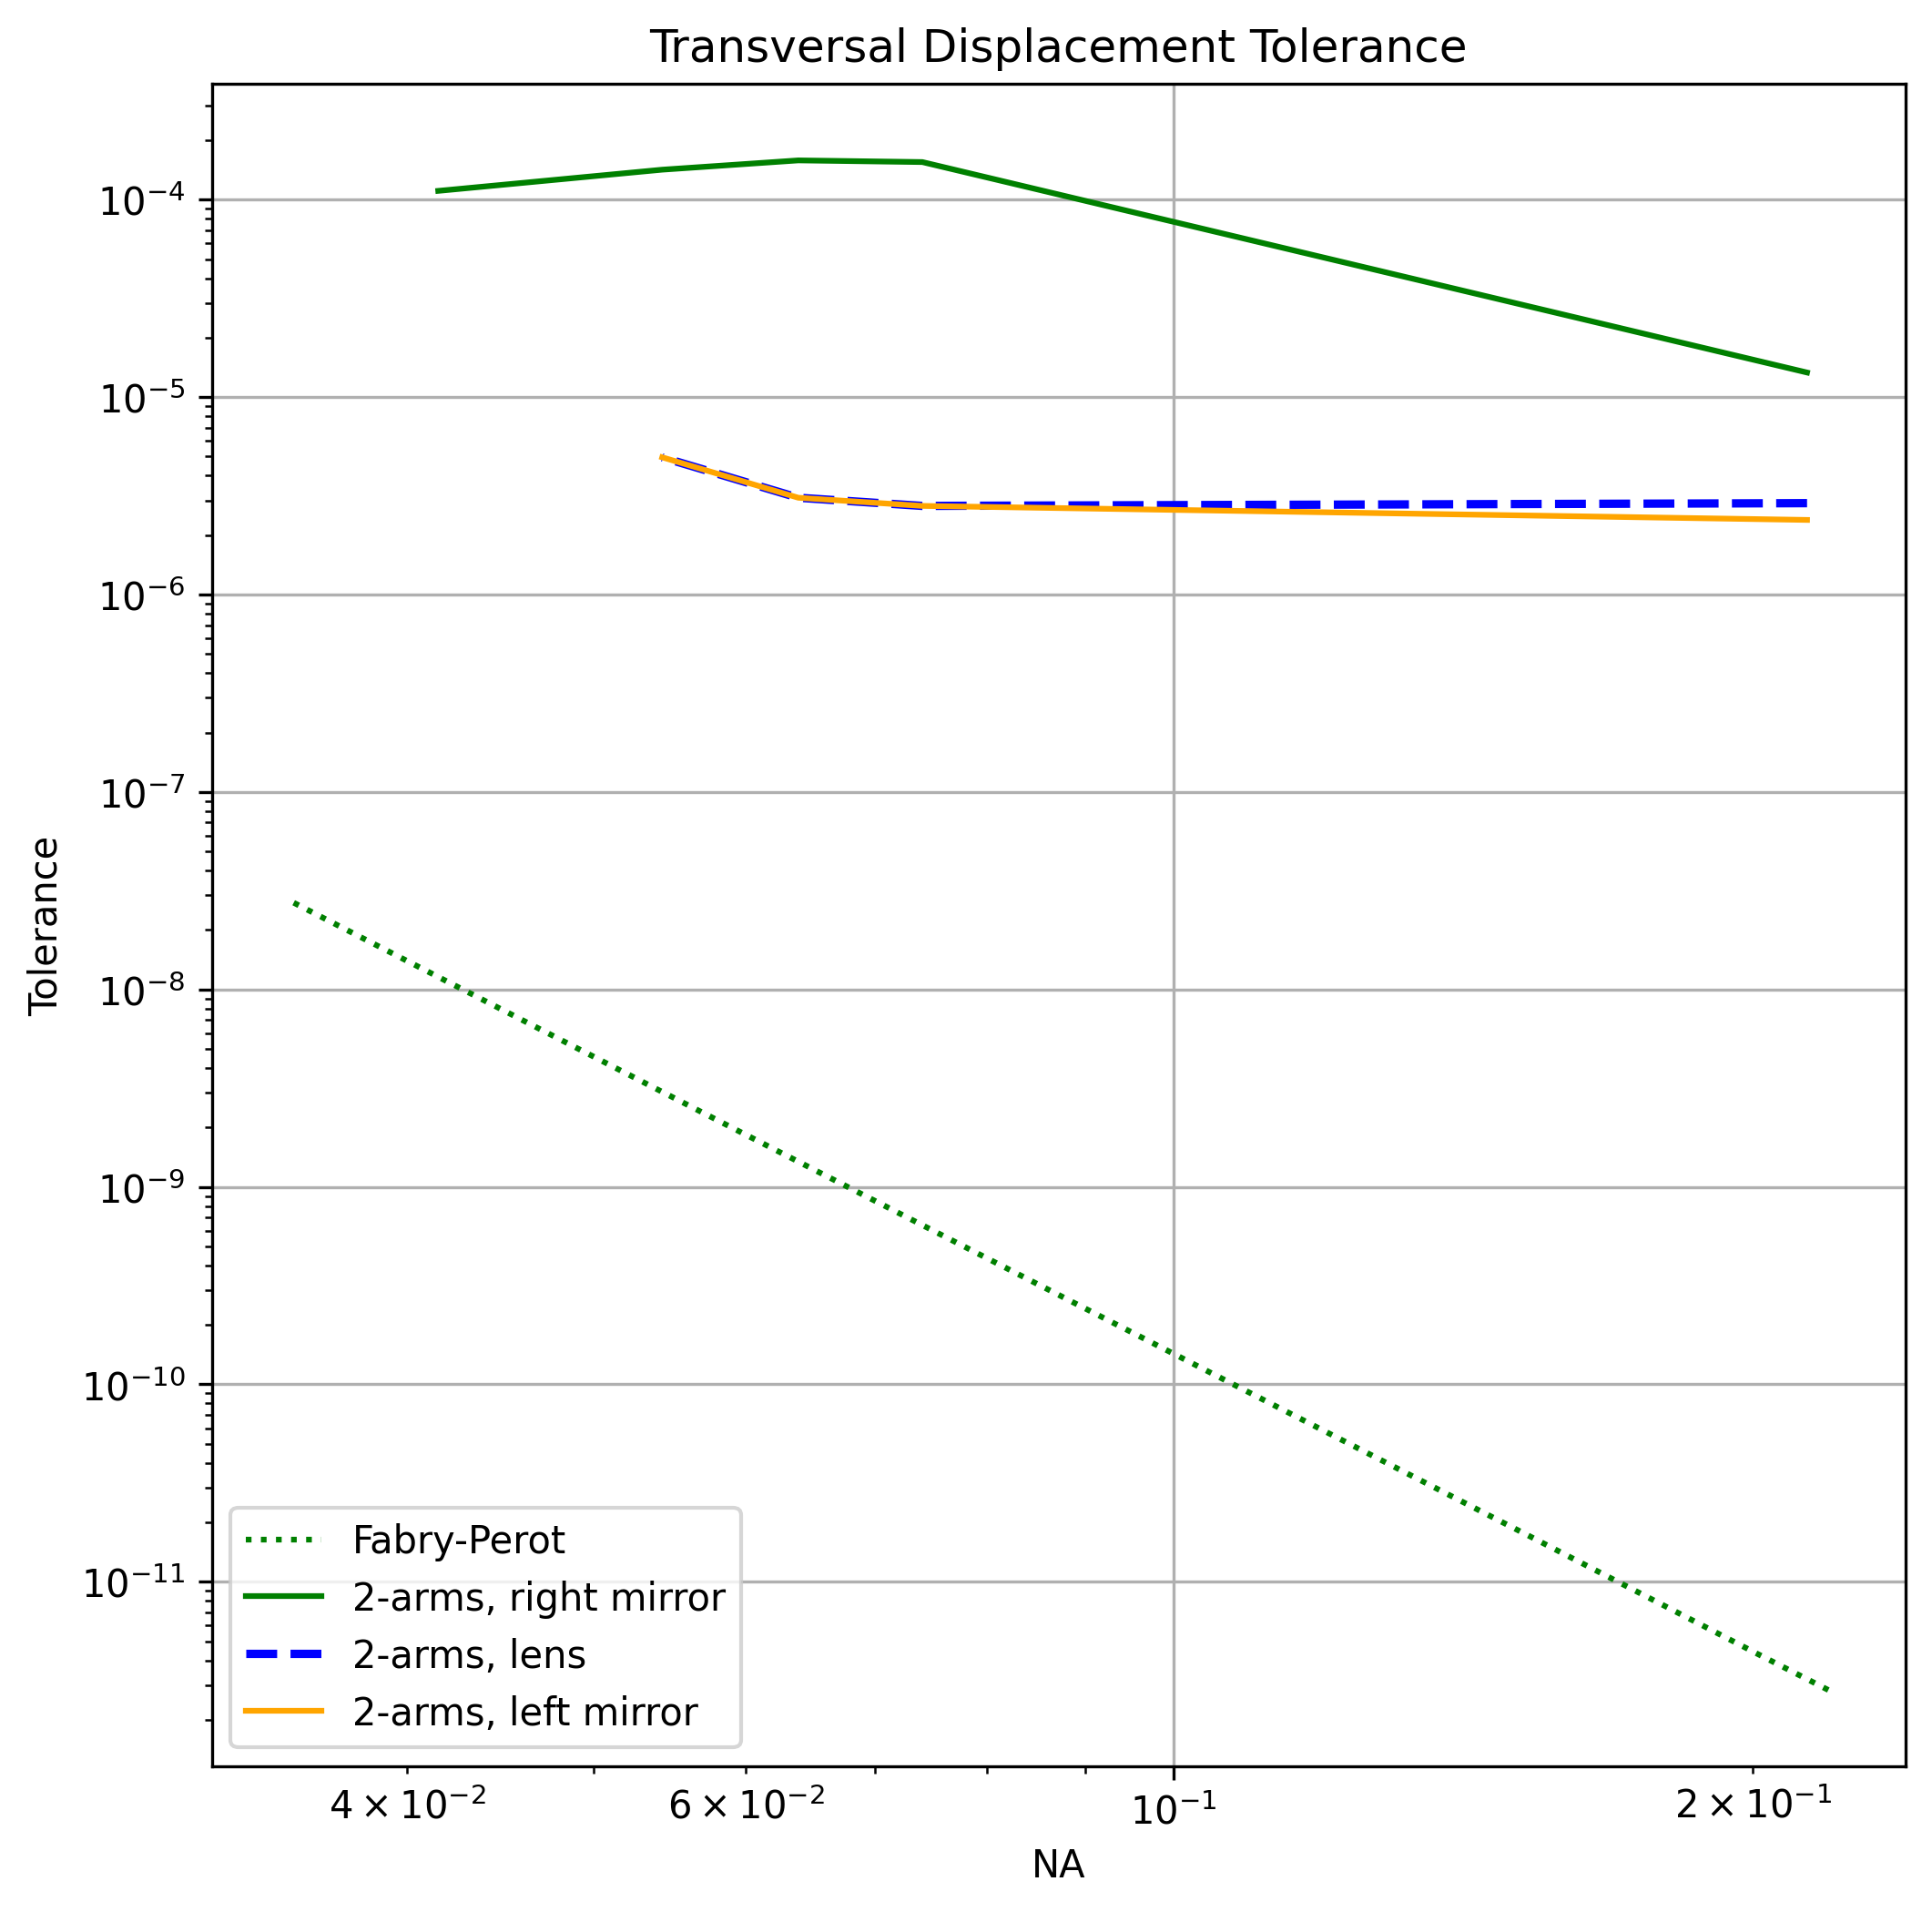 Transversal Displacement Tolerance
10⁻⁴
10⁻⁵
10⁻⁶
10⁻⁷
10⁻⁸
10⁻⁹
10⁻¹⁰
10⁻¹¹
Tolerance
Fabry-Perot
2-arms, right mirror
2-arms, lens
2-arms, left mirror
4 × 10⁻² 6 × 10⁻² 10⁻¹ 2 × 10⁻¹
NA